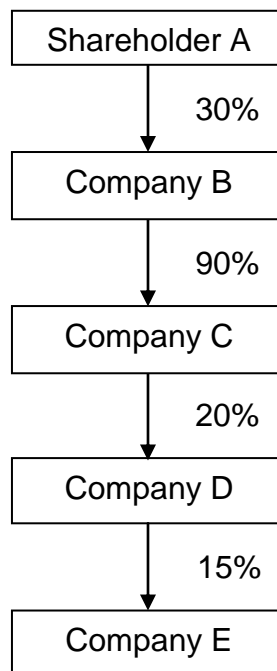 Shareholder A
30%
Company B
90%
Company C
20%
Company D
15%
Company E